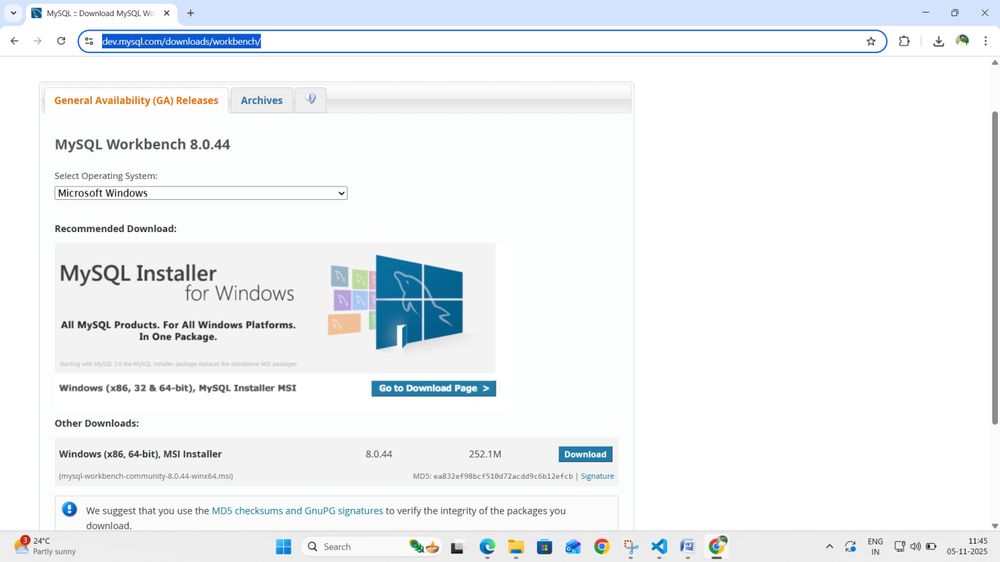 MySQL :: Download MySQL Wo
dev.mysql.com/downloads/workbench/
General Availability (GA) Releases
Archives
MySQL Workbench 8.0.44
Select Operating System:
Microsoft Windows
Recommended Download:
MySQL Installer
for Windows
All MySQL Products. For All Windows Platforms.
In One Package.
Starting with MySQL 5.6 the MySQL Installer package replaces the standalone MSI packages.
Windows (x86, 32 & 64-bit), MySQL Installer MSI
Go to Download Page >
Other Downloads:
Windows (x86, 64-bit), MSI Installer 8.0.44 252.1M Download
(mysql-workbench-community-8.0.44-winx64.msi) MD5: ea832ef98bcf510d72acdd9c6b12efcb | Signature
We suggest that you use the MD5 checksums and GnuPG signatures to verify the integrity of the packages you
download.
3
24°C
Partly sunny
Search
ENG
IN
11:45
05-11-2025